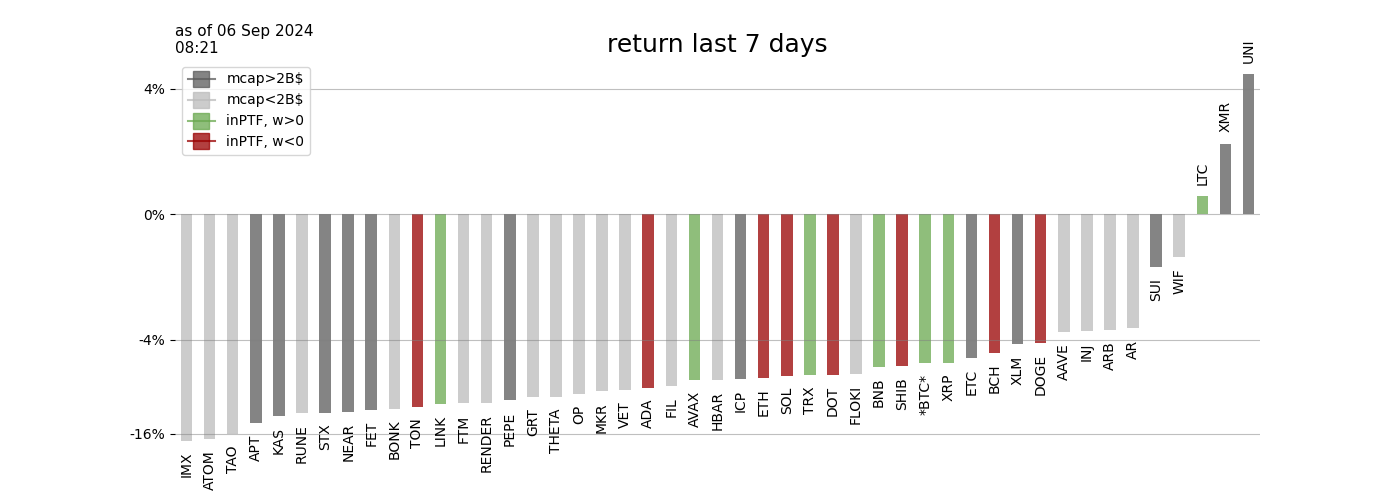 as of 06 Sep 2024
08:21
return last 7 days
mcap>2B$
mcap<2B$
inPTF, w>0
inPTF, w<0
4%
0%
-4%
-16%
IMX
ATOM
TAO
APT
KAS
RUNE
STX
NEAR
FET
BONK
TON
LINK
FTM
RENDER
PEPE
GRT
THETA
OP
MKR
VET
ADA
FIL
AVAX
HBAR
ICP
ETH
SOL
TRX
DOT
FLOKI
BNB
SHIB
*BTC*
XRP
ETC
BCH
XLM
DOGE
AAVE
INJ
ARB
AR
SUI
WIF
LTC
XMR
UNI